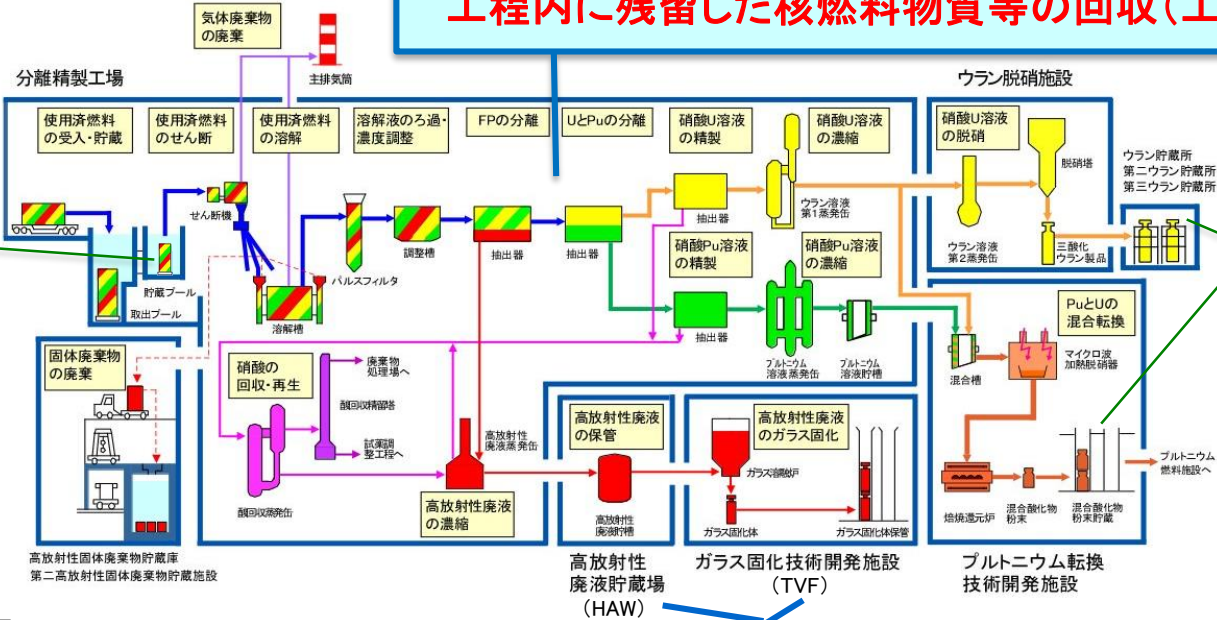 工程内に残留した核燃料物質等の回収(工
気体廃棄物
の廃棄
主排気筒
分離精製工場
ウラン脱硝施設
使用済燃料
の受入・貯蔵
使用済燃料
のせん断
使用済燃料
の溶解
溶解液のろ過・
濃度調整
FPの分離
UとPuの分離
硝酸U溶液
の精製
硝酸U溶液
の濃縮
硝酸U溶液
の脱硝
脱硝塔
ウラン貯蔵所
第二ウラン貯蔵所
第三ウラン貯蔵所
せん断機
抽出器
ウラン溶液
第1蒸発缶
調整槽
抽出器
抽出器
硝酸Pu溶液
の精製
硝酸Pu溶液
の濃縮
ウラン溶液
第2蒸発缶
三酸化
ウラン製品
パルスフィルタ
貯蔵プール
取出プール
溶解槽
抽出器
プルトニウム
溶液蒸発缶
プルトニウム
溶液貯槽
PuとUの
混合転換
混合槽
マイクロ波
加熱脱硝器
固体廃棄物
の廃棄
硝酸の
回収・再生
廃棄物
処理場へ
酸回収精留塔
試薬調
整工程へ
酸回収蒸発缶
高放射性
廃液蒸発缶
高放射性廃液
の濃縮
高放射性廃液
の保管
高放射性
廃液貯槽
高放射性廃液
のガラス固化
ガラス溶融炉
ガラス固化体
ガラス固化体保管
焙焼還元炉
混合酸化物
粉末
混合酸化物
粉末貯蔵
プルトニウム
燃料施設へ
高放射性固体廃棄物貯蔵庫
第二高放射性固体廃棄物貯蔵施設
高放射性
廃液貯蔵場
(HAW)
ガラス固化技術開発施設
(TVF)
プルトニウム転換
技術開発施設